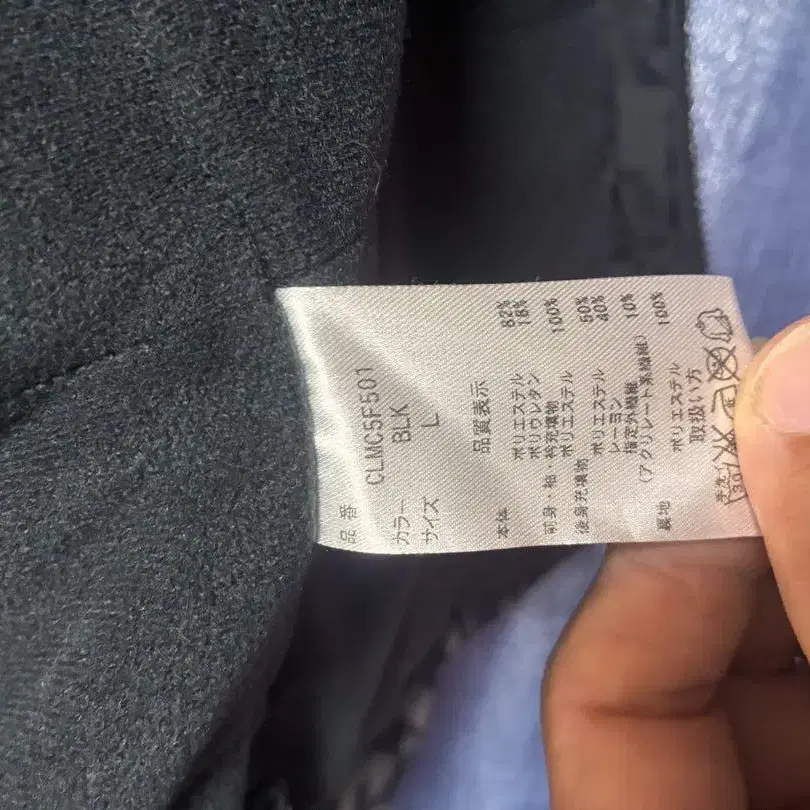 品番 CLMC5F501
カラー BLK
サイズ L
品質表示
本体 ポリエステル 82%
ポリウレタン 18%
前身・袖・衿充填物
ポリエステル 100%
後身充填物
ポリエステル 50%
レーヨン 40%
指定外繊維 10%
(アクリレート系繊維)
裏地 ポリエステル 100%
取扱い方
手洗イ
30